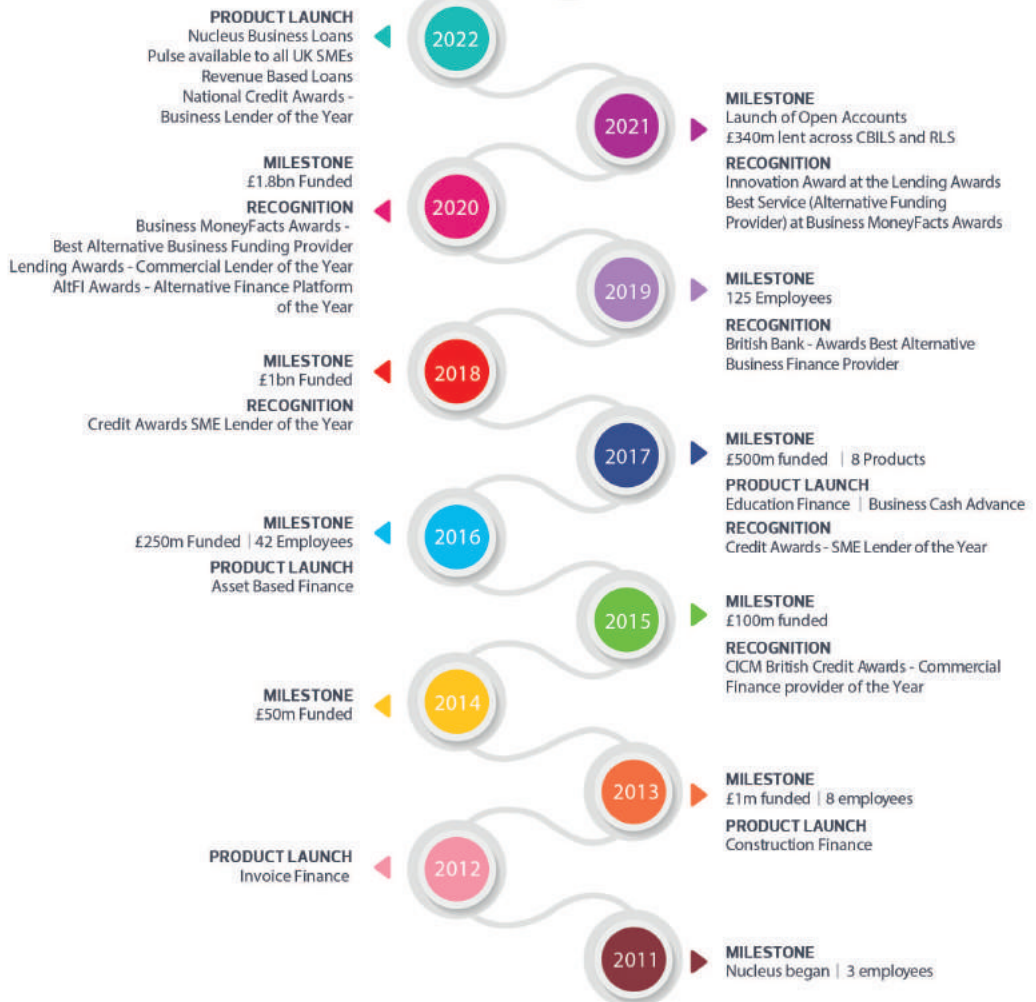 PRODUCT LAUNCH
Nucleus Business Loans
Pulse available to all UK SMEs
Revenue Based Loans
National Credit Awards -
Business Lender of the Year
2022
2021
MILESTONE
Launch of Open Accounts
£340m lent across CBILS and RLS
RECOGNITION
Innovation Award at the Lending Awards
Best Service (Alternative Funding
Provider) at Business MoneyFacts Awards
MILESTONE
£1.8bn Funded
RECOGNITION
Business MoneyFacts Awards -
Best Alternative Business Funding Provider
Lending Awards - Commercial Lender of the Year
AltFI Awards - Alternative Finance Platform
of the Year
2020
2019
MILESTONE
125 Employees
RECOGNITION
British Bank - Awards Best Alternative
Business Finance Provider
MILESTONE
£1bn Funded
RECOGNITION
Credit Awards SME Lender of the Year
2018
2017
MILESTONE
£500m funded | 8 Products
PRODUCT LAUNCH
Education Finance | Business Cash Advance
RECOGNITION
Credit Awards - SME Lender of the Year
MILESTONE
£250m Funded | 42 Employees
PRODUCT LAUNCH
Asset Based Finance
2016
2015
MILESTONE
£100m funded
RECOGNITION
CICM British Credit Awards - Commercial
Finance provider of the Year
MILESTONE
£50m Funded
2014
2013
MILESTONE
£1m funded | 8 employees
PRODUCT LAUNCH
Construction Finance
PRODUCT LAUNCH
Invoice Finance
2012
2011
MILESTONE
Nucleus began | 3 employees